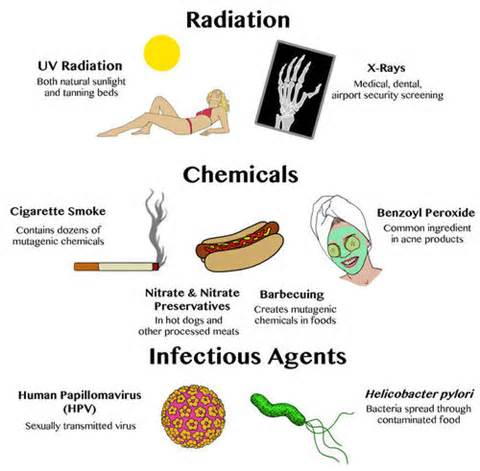 Radiation
UV Radiation
Both natural sunlight
and tanning beds
X-Rays
Medical, dental,
airport security screening
Chemicals
Cigarette Smoke
Contains dozens of
mutagenic chemicals
Benzoyl Peroxide
Common ingredient
in acne products
Nitrate & Nitrate
Preservatives
In hot dogs and
other processed meats
Barbecuing
Creates mutagenic
chemicals in foods
Infectious Agents
Human Papillomavirus
(HPV)
Sexually transmitted virus
Helicobacter pylori
Bacteria spread through
contaminated food